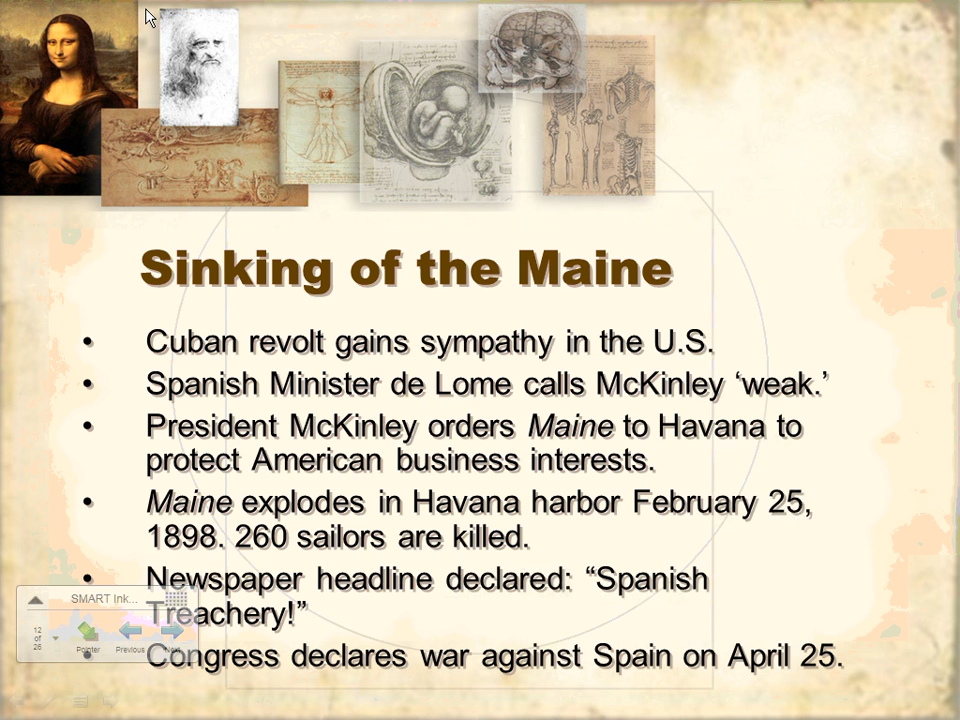 Sinking of the Maine
• Cuban revolt gains sympathy in the U.S.
• Spanish Minister de Lome calls McKinley ‘weak.’
• President McKinley orders Maine to Havana to
protect American business interests.
• Maine explodes in Havana harbor February 25,
1898. 260 sailors are killed.
• Newspaper headline declared: “Spanish
Treachery!”
• Congress declares war against Spain on April 25.
SMART Ink...
12
of
26
Pointer Previous Next